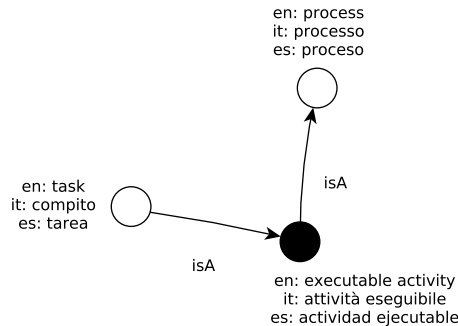 en: process
it: processo
es: proceso
isA
en: task
it: compito
es: tarea
isA
en: executable activity
it: attività eseguibile
es: actividad ejecutable